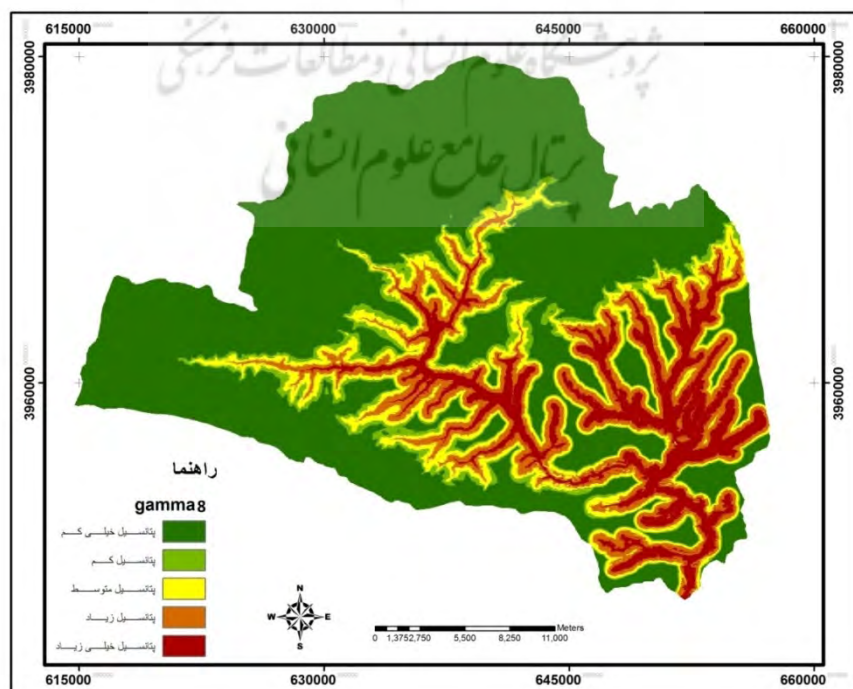 615000 630000 645000 660000
3980000 3980000
پژوهشگاه علوم انسانی و مطالعات فرهنگی
پرتال جامع علوم انسانی
3960000 3960000
راهنما
gamma8
پتانسیل خیلی کم
پتانسیل کم
پتانسیل متوسط
پتانسیل زیاد
پتانسیل خیلی زیاد
N
W E
S
Meters
0 1,375 2,750 5,500 8,250 11,000
615000 630000 645000 660000